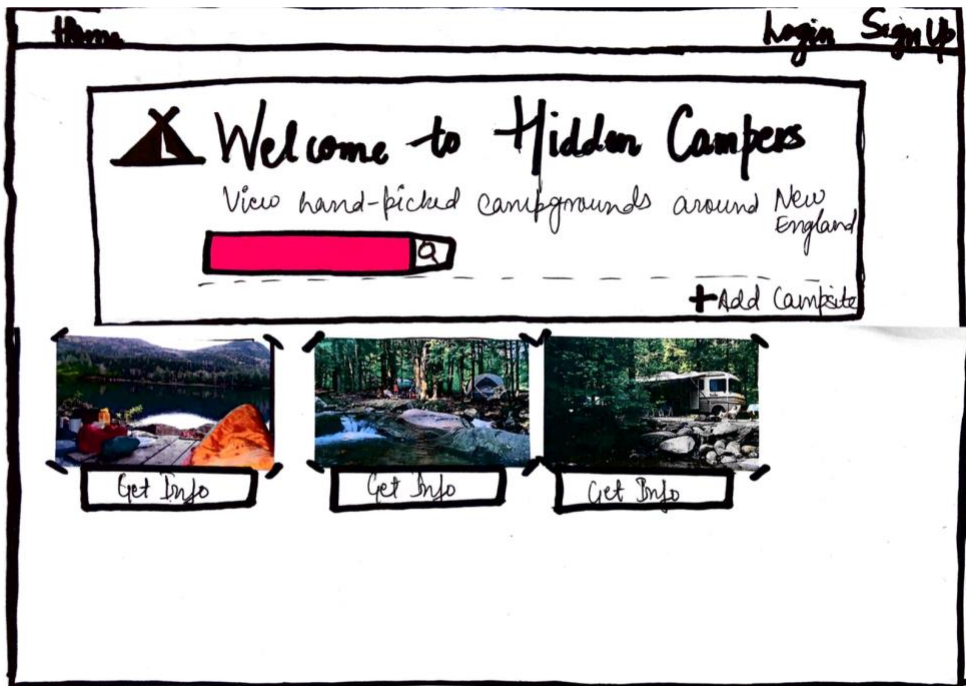 Home Login Sign Up
Welcome to Hidden Campers
View hand-picked campgrounds around New
England
+Add Campsite
Get Info Get Info Get Info